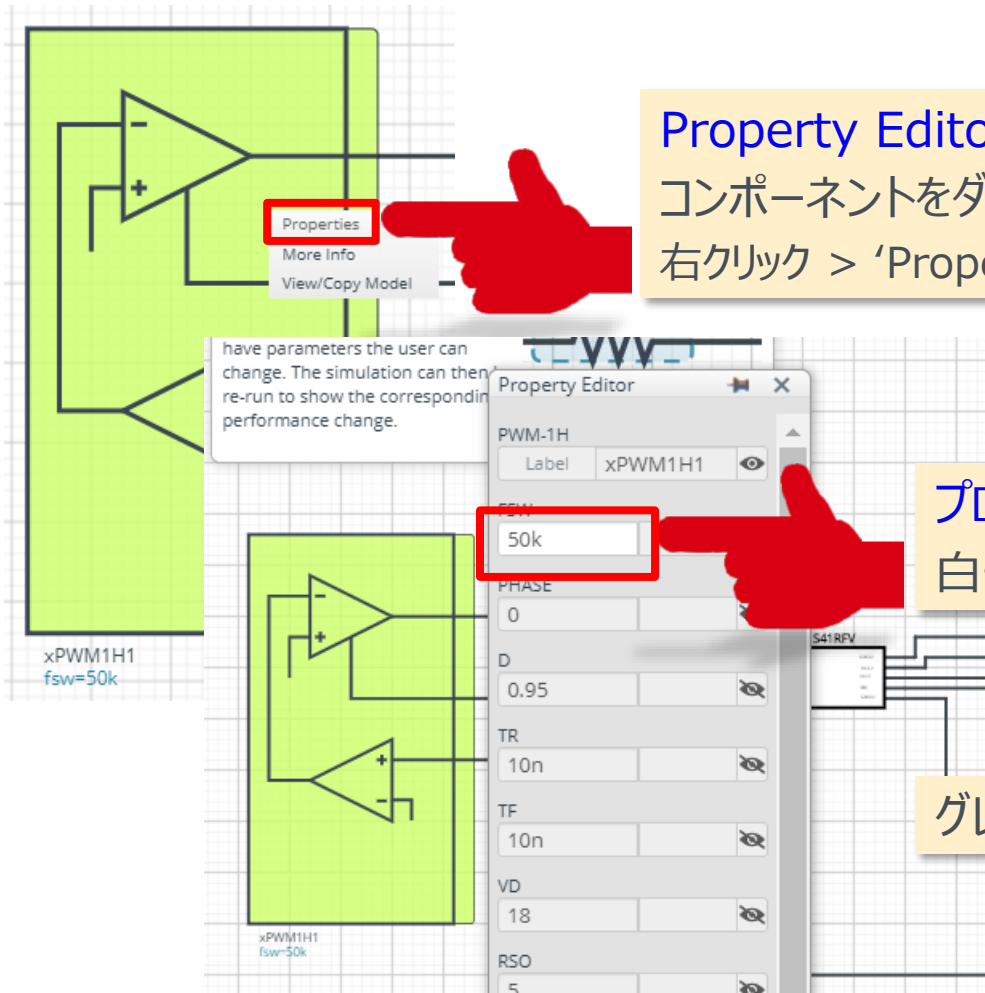 Property Edito
コンポーネントをダ
右クリック > ‘Prope
Properties
More Info
View/Copy Model
xPWM1H1
fsw=50k
have parameters the user can
change. The simulation can then
re-run to show the correspondin
performance change.
Property Editor
PWM-1H
Label xPWM1H1
FSW
50k
PHASE
0
D
0.95
TR
10n
TF
10n
VD
18
RSO
5
プロ
白
S41RFV
グレ
xPWM1H1
fsw=50k